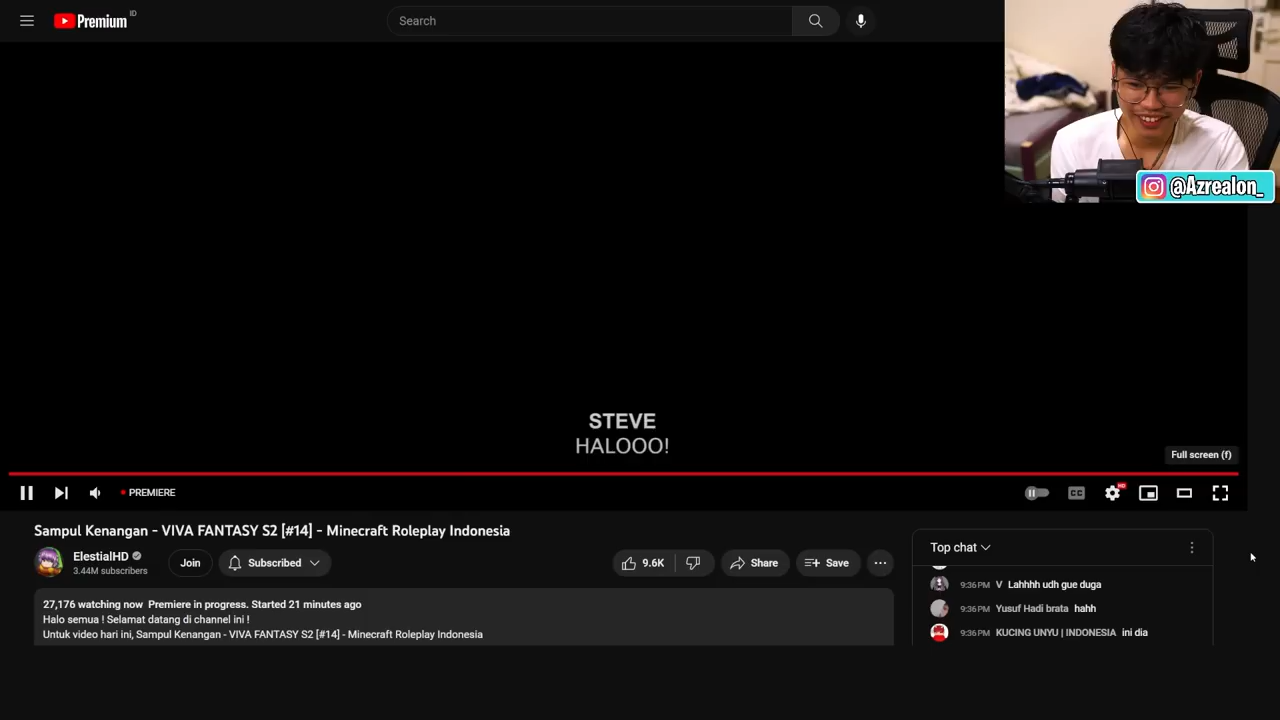 Premium ID
Search
@Azrealon_
STEVE
HALOOO!
Full screen (f)
PREMIERE
CC
HD
Sampul Kenangan - VIVA FANTASY S2 [#14] - Minecraft Roleplay Indonesia
ElestialHD
3.44M subscribers
Join
Subscribed
9.6K
Share
Save
27,176 watching now Premiere in progress. Started 21 minutes ago
Halo semua ! Selamat datang di channel ini !
Untuk video hari ini, Sampul Kenangan - VIVA FANTASY S2 [#14] - Minecraft Roleplay Indonesia
Top chat
9:36 PM V Lahhhh udh gue duga
9:36 PM Yusuf Hadi brata hahh
9:36 PM KUCING UNYU | INDONESIA ini dia